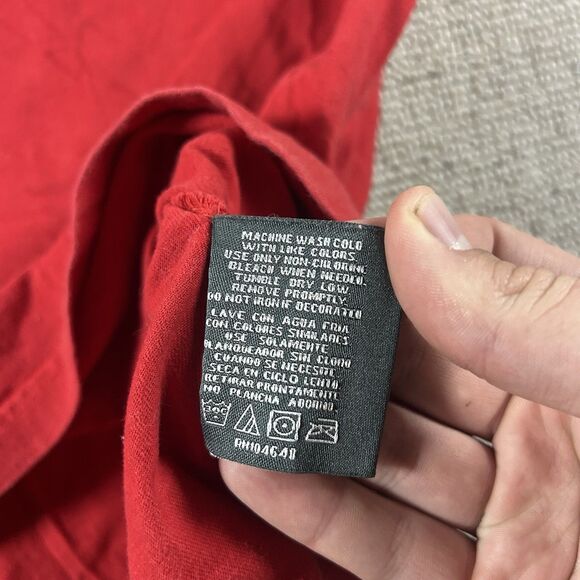 MACHINE WASH COLD
WITH LIKE COLORS
USE ONLY NON-CHLORINE
BLEACH WHEN NEEDED.
TUMBLE DRY LOW
REMOVE PROMPTLY.
DO NOT IRON IF DECORATED
LAVE CON AGUA FRIA
CON COLORES SIMILARES
USE SOLAMENTE
BLANQUEADOR SIN CLORO
CUANDO SE NECESITE
SECA EN CICLO LENTO
RETIRAR PRONTAMENTE
NO PLANCHA ADORNO.
30C
RN104648